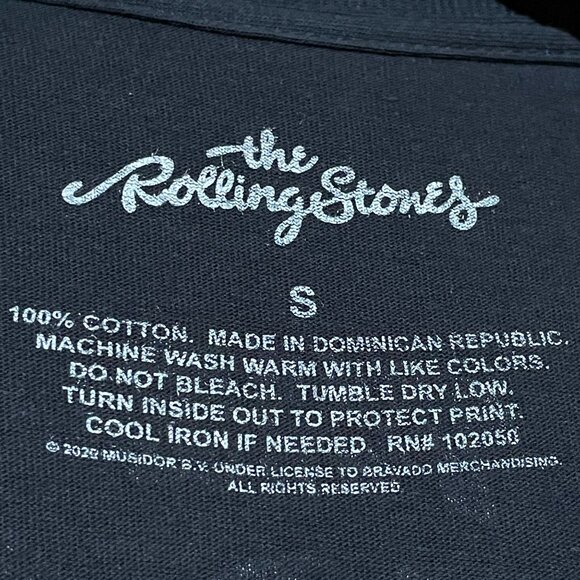 the
Rolling Stones
S
100% COTTON. MADE IN DOMINICAN REPUBLIC.
MACHINE WASH WARM WITH LIKE COLORS.
DO NOT BLEACH. TUMBLE DRY LOW.
TURN INSIDE OUT TO PROTECT PRINT.
COOL IRON IF NEEDED. RN# 102050
© 2020 MUSIDOR B.V. UNDER LICENSE TO BRAVADO MERCHANDISING.
ALL RIGHTS RESERVED.